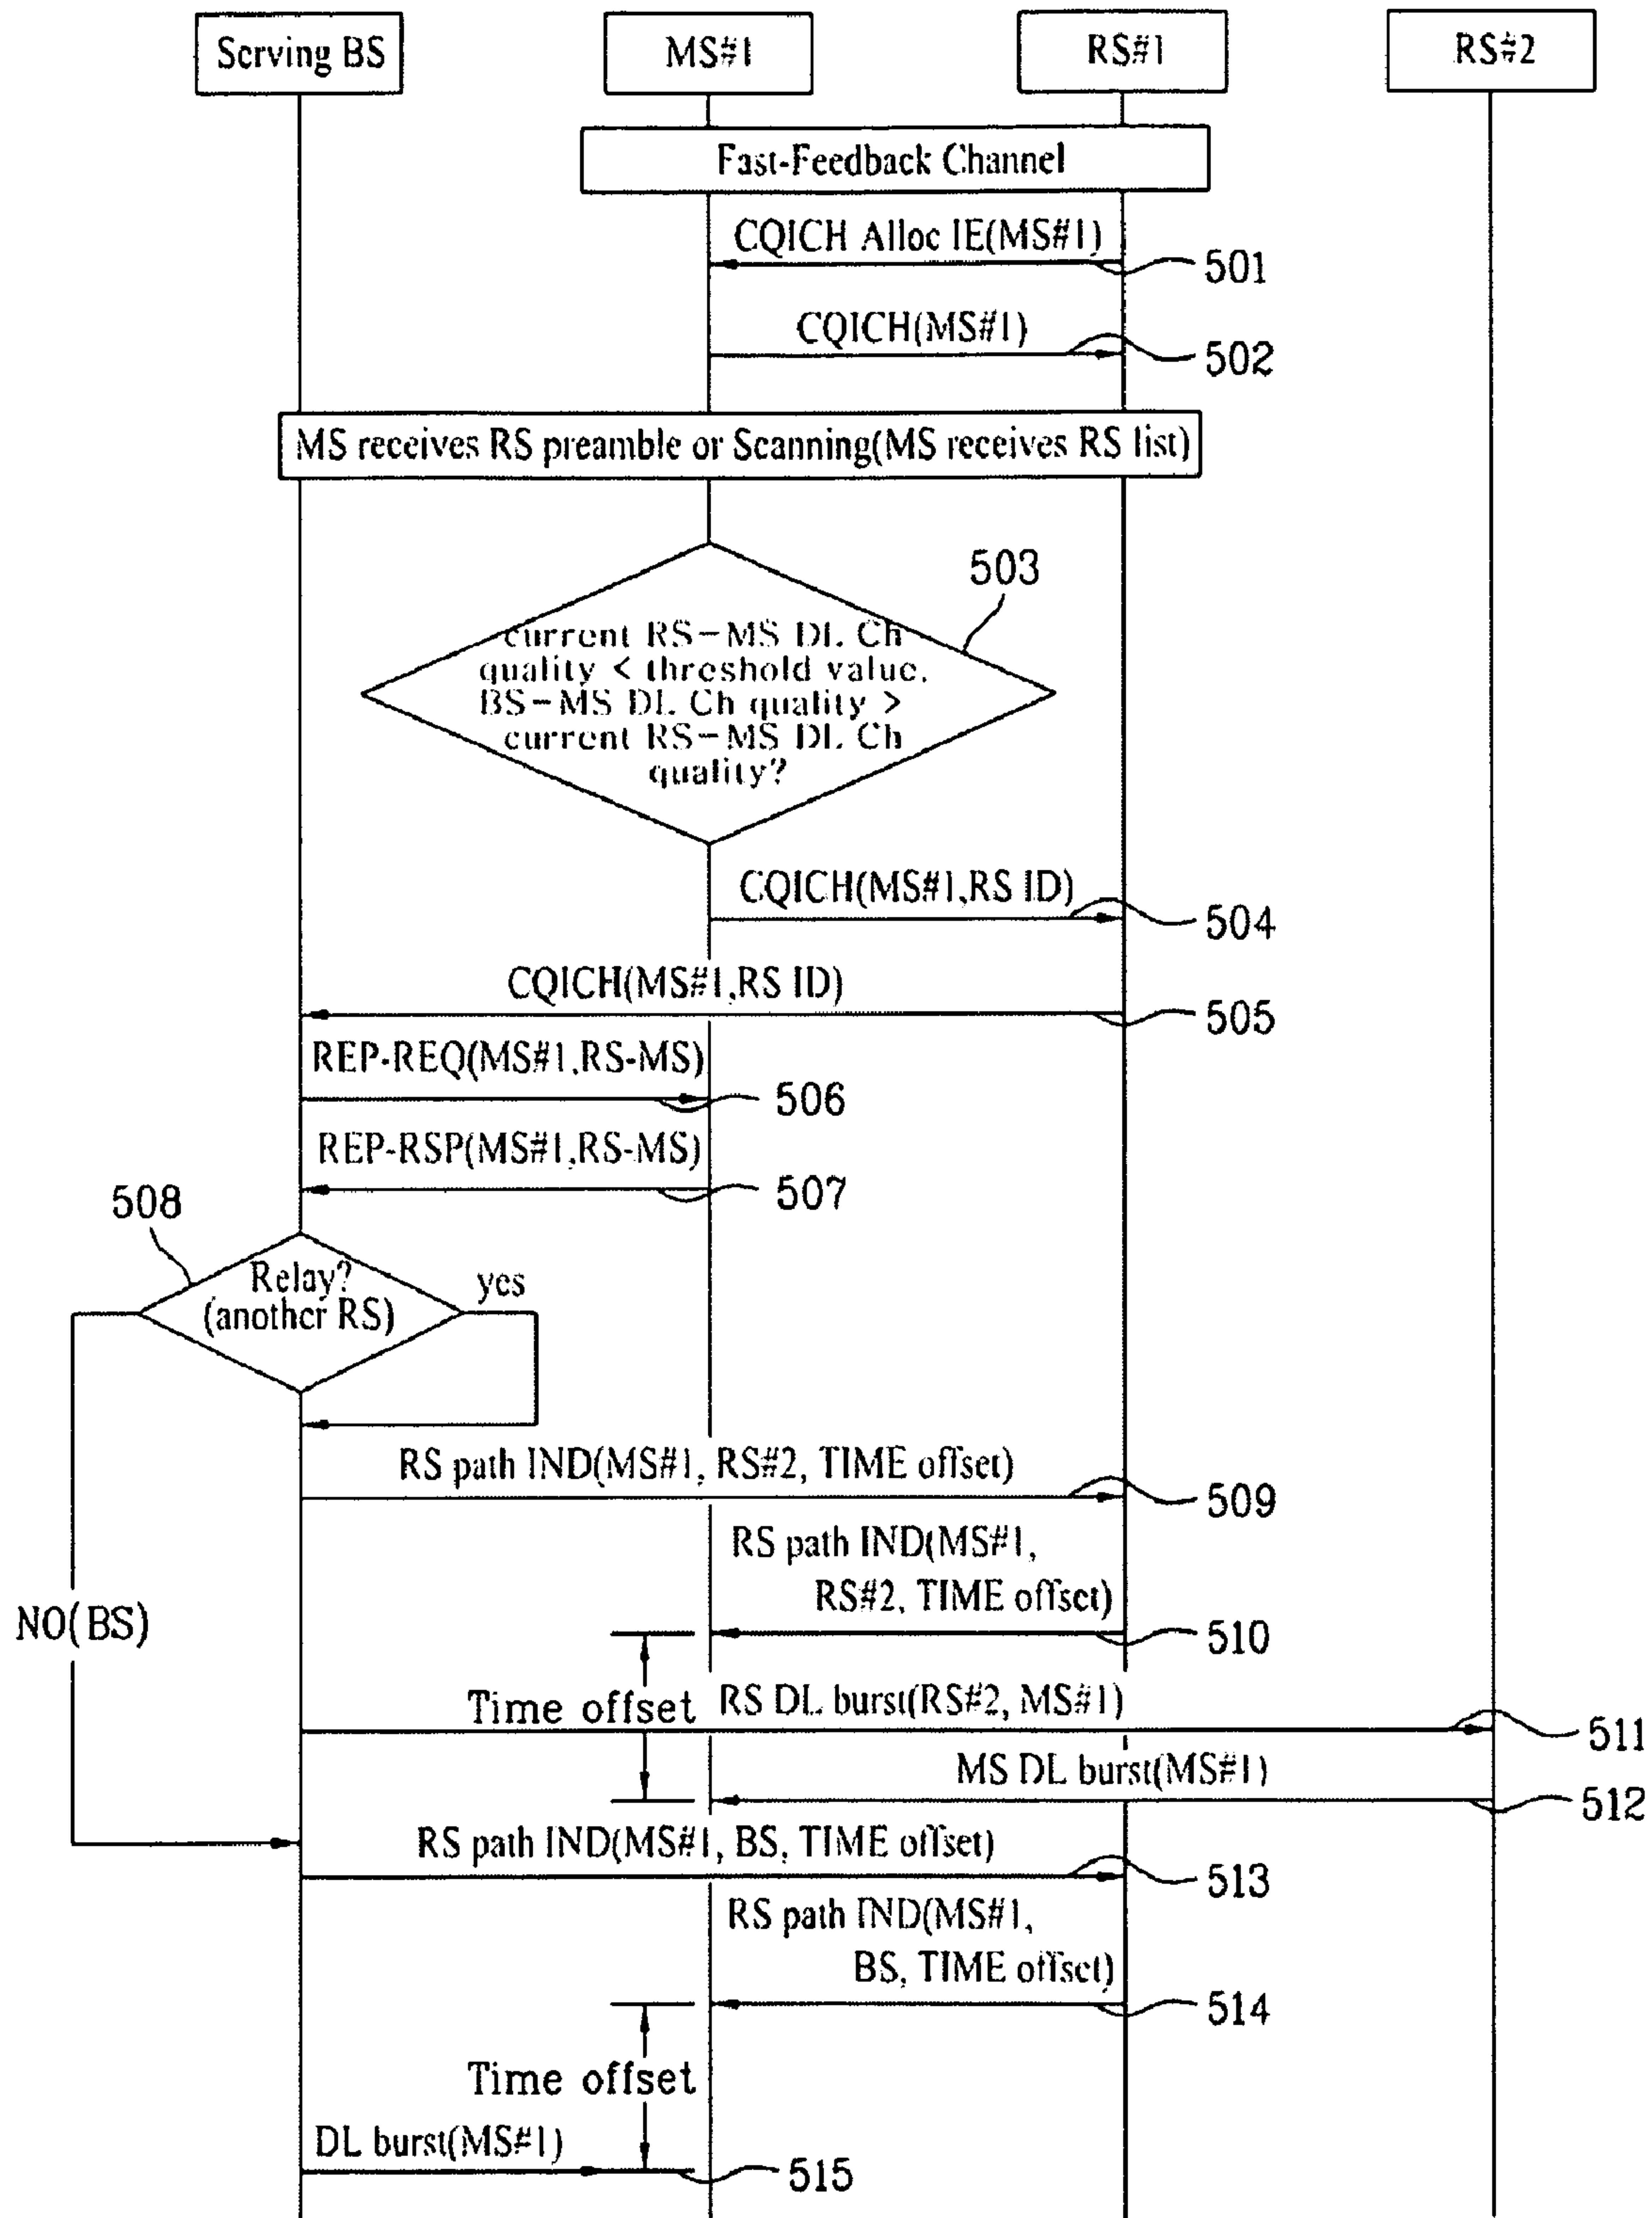 Serving BS
MS#1
RS#1
RS#2
Fast-Feedback Channel
CQICH Alloc IE(MS#1)
501
CQICH(MS#1)
502
MS receives RS preamble or Scanning(MS receives RS list)
503
current RS-MS DL Ch
quality < threshold value,
BS-MS DL Ch quality >
current RS-MS DL Ch
quality?
CQICH(MS#1,RS ID)
504
CQICH(MS#1,RS ID)
505
REP-REQ(MS#1,RS-MS)
506
REP-RSP(MS#1,RS-MS)
507
508
Relay?
(another RS)
yes
RS path IND(MS#1, RS#2, TIME offset)
509
RS path IND(MS#1,
RS#2, TIME offset)
NO(BS)
510
Time offset
RS DL burst(RS#2, MS#1)
511
MS DL burst(MS#1)
512
RS path IND(MS#1, BS, TIME offset)
513
RS path IND(MS#1,
BS, TIME offset)
514
Time offset
DL burst(MS#1)
515